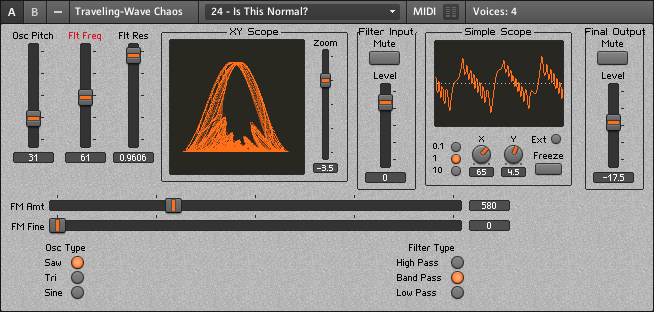 A B – Traveling-Wave Chaos 24 - Is This Normal? MIDI Voices: 4
Osc Pitch Flt Freq Flt Res XY Scope Zoom Filter Input Mute Level Simple Scope Final Output Mute Level
31 61 0.9606 -3.5 0 -17.5
0.1 X Y Ext
1 Freeze
10 65 4.5
FM Amt 580
FM Fine 0
Osc Type Filter Type
Saw High Pass
Tri Band Pass
Sine Low Pass